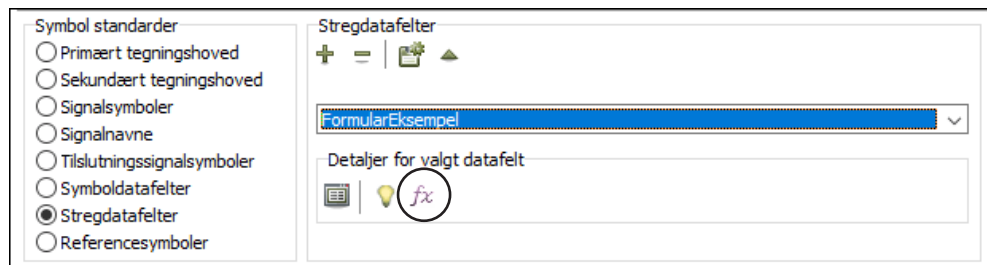 Symbol standarder
Primært tegningshoved
Sekundært tegningshoved
Signalsymboler
Signalnavne
Tilslutningssignalsymboler
Symboldatafelter
Stregdatafelter
Referencesymboler
Stregdatafelter
FormularEksempel
Detaljer for valgt datafelt
fx